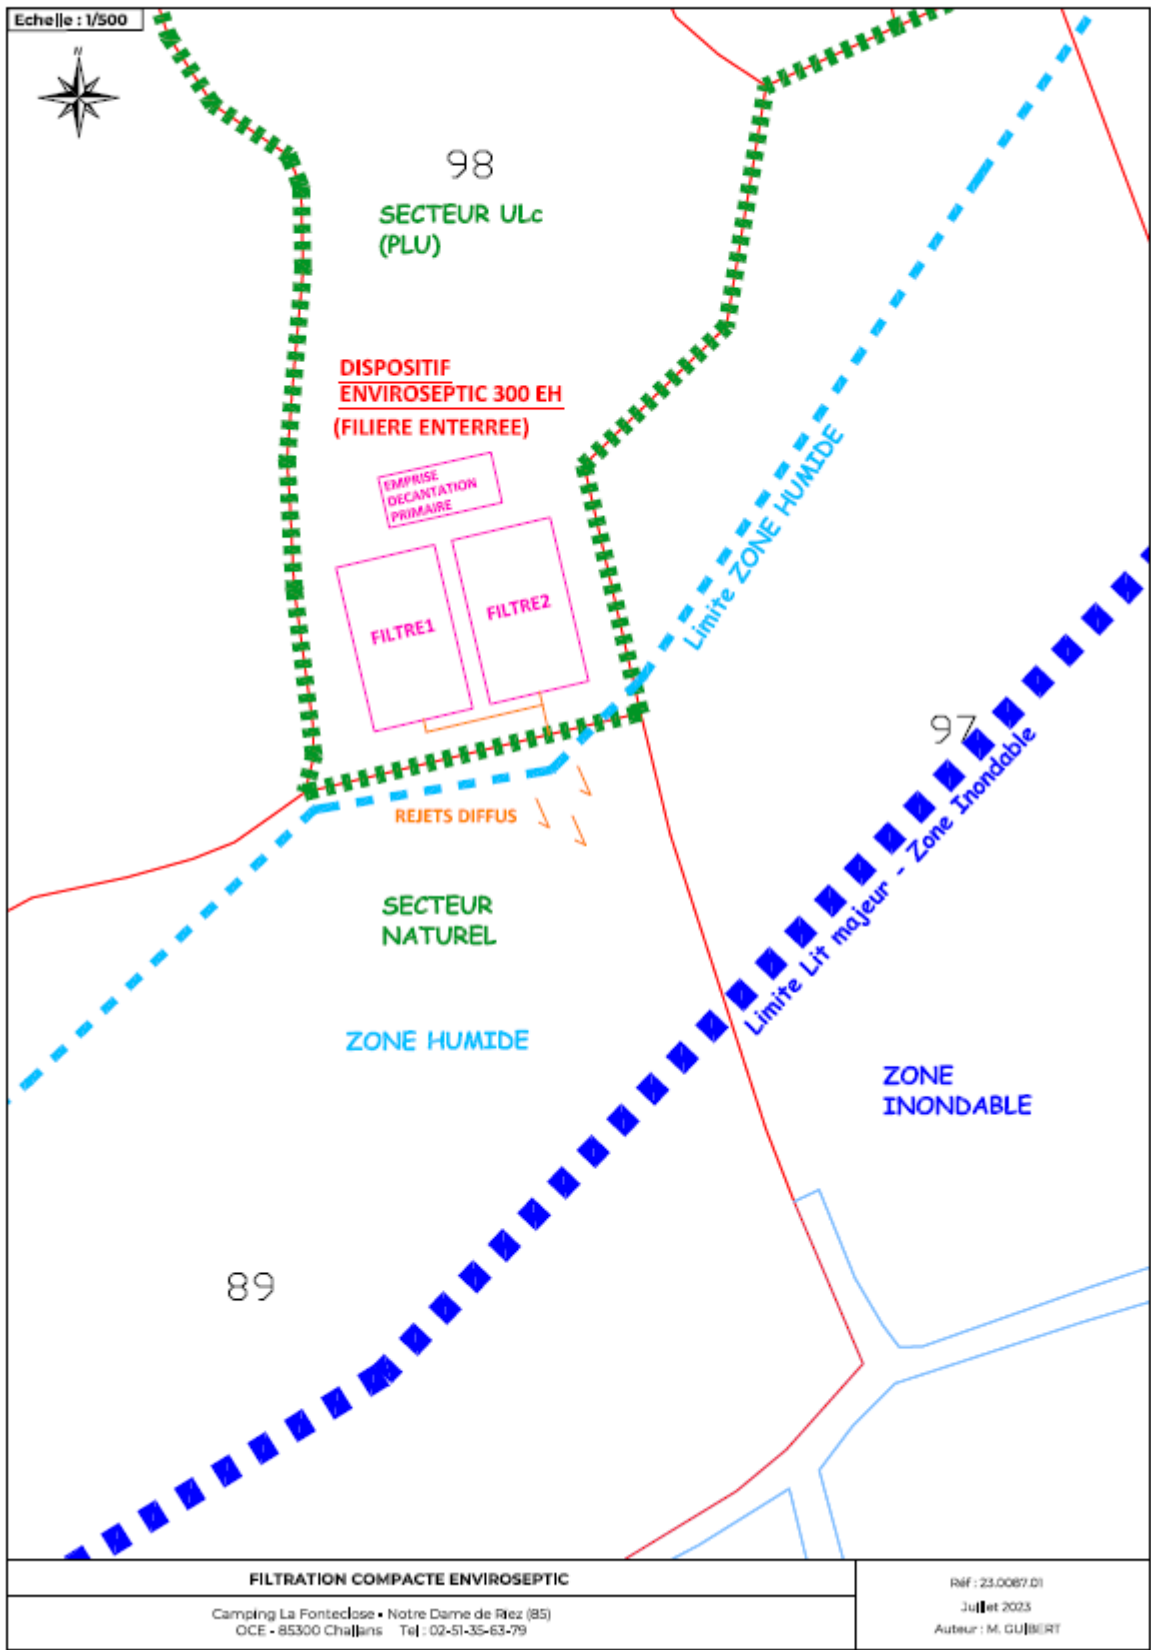 Echelle : 1/500
N
98
SECTEUR ULc
(PLU)
DISPOSITIF
ENVIROSEPTIC 300 EH
(FILIERE ENTERREE)
EMPRISE
DECANTATION
PRIMAIRE
FILTRE1
FILTRE2
Limite ZONE HUMIDE
97
Limite Lit majeur - Zone Inondable
REJETS DIFFUS
SECTEUR
NATUREL
ZONE HUMIDE
ZONE
INONDABLE
89
FILTRATION COMPACTE ENVIROSEPTIC
Camping La Fonteclose • Notre Dame de Riez (85)
OCE - 85300 Challans Tel : 02-51-35-63-79
Réf : 23.0087.01
Juillet 2023
Auteur : M. GUIBERT